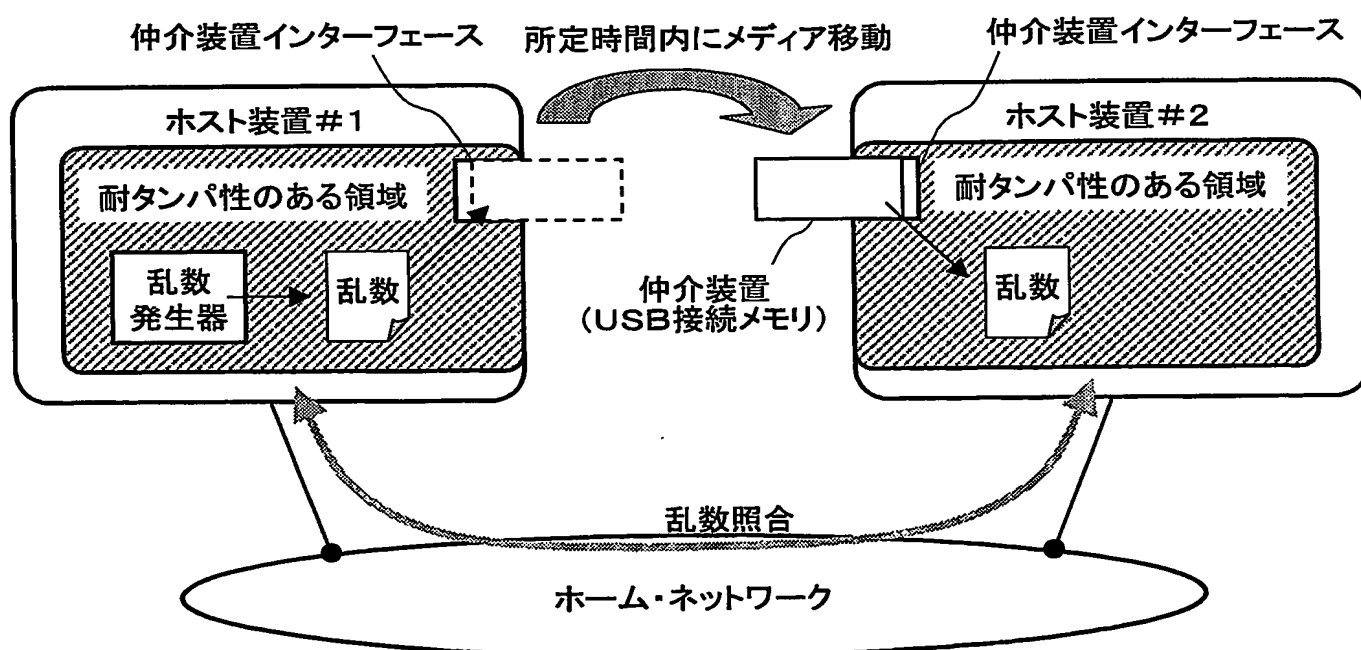 仲介装置インターフェース
所定時間内にメディア移動
仲介装置インターフェース
ホスト装置#1
ホスト装置#2
耐タンパ性のある領域
耐タンパ性のある領域
乱数
発生器
乱数
仲介装置
(USB接続メモリ)
乱数
乱数照合
ホーム・ネットワーク